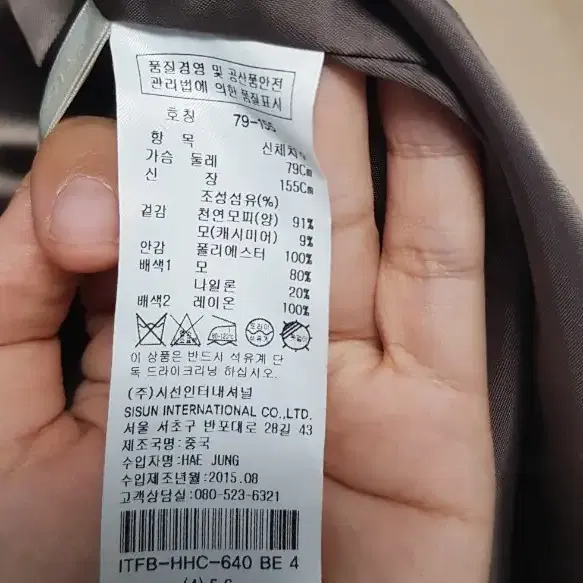 품질경영 및 공산품안전
관리법에 의한 품질표시
호칭 79-155
항 목 신체치수
가슴 둘레 79Cm
신 장 155Cm
조성섬유(%)
겉감 천연모피(양) 91%
모(캐시미어) 9%
안감 폴리에스터 100%
배색1 모 80%
나일론 20%
배색2 레이온 100%
드라이
석유계
이 상품은 반드시 석유계 단
독 드라이크리닝 하십시오.
(주)시선인터내셔널
SISUN INTERNATIONAL CO.,LTD.
서울 서초구 반포대로 28길 43
제조국명:중국
수입자명:HAE JUNG
수입제조년월:2015.08
고객상담실:080-523-6321
ITFB-HHC-640 BE 4